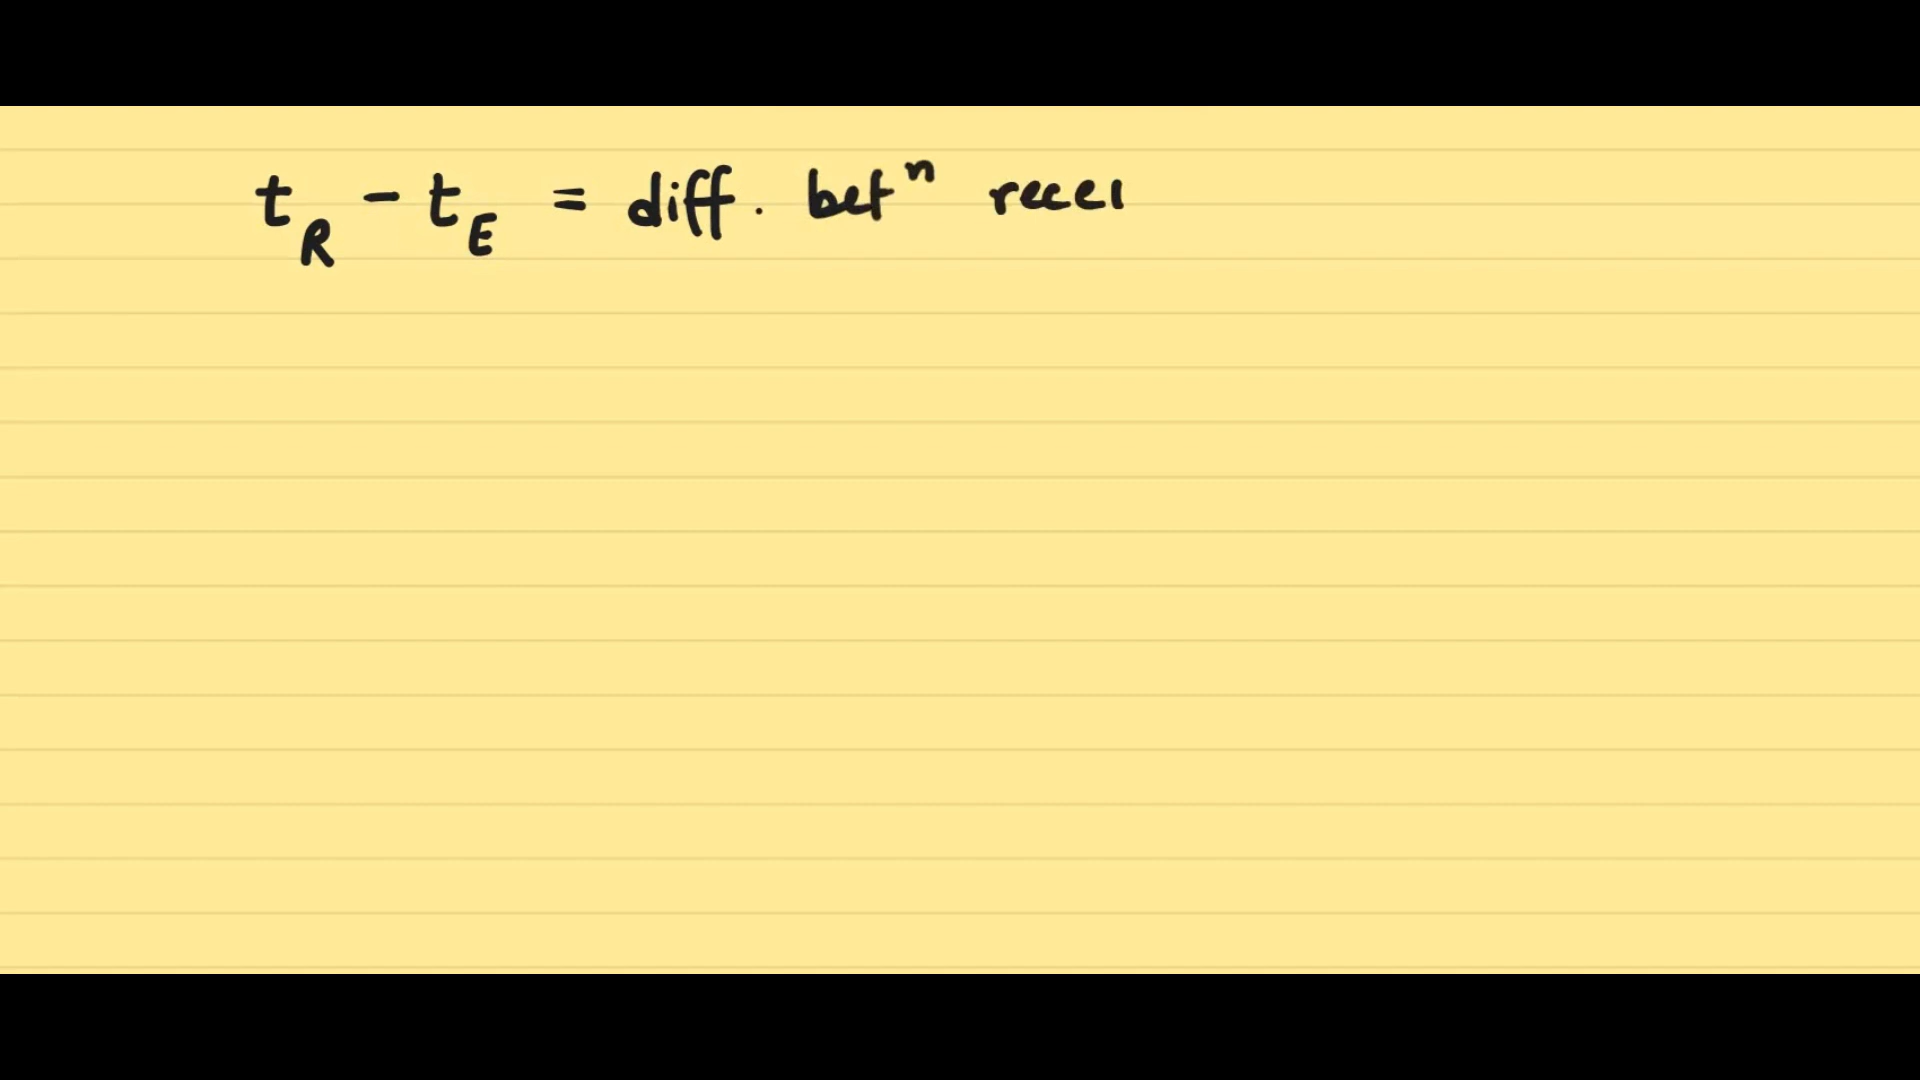 t_R - t_E = diff. betⁿ recei